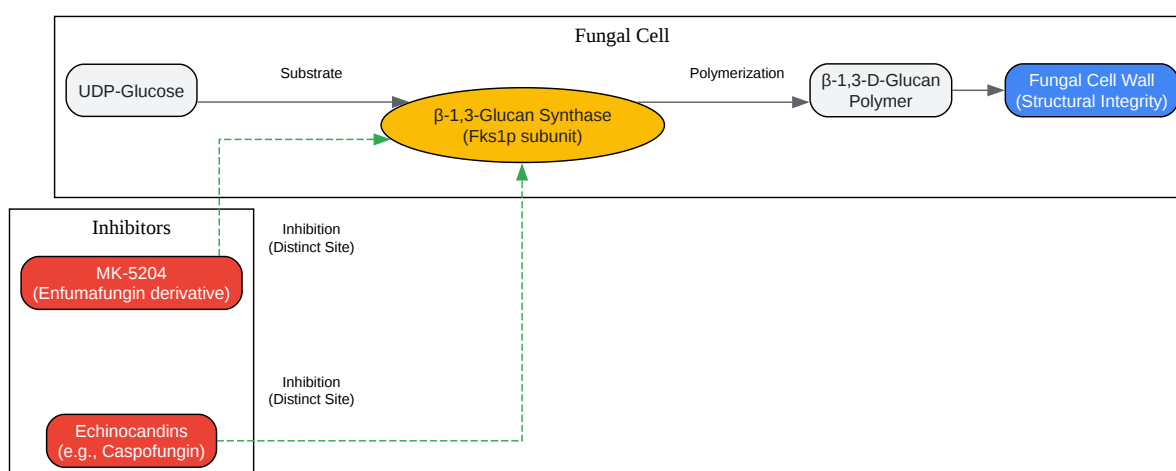 Fungal Cell
Substrate
Polymerization
UDP-Glucose
β-1,3-Glucan Synthase
(Fks1p subunit)
β-1,3-D-Glucan
Polymer
Fungal Cell Wall
(Structural Integrity)
Inhibitors
Inhibition
(Distinct Site)
MK-5204
(Enfumafungin derivative)
Inhibition
(Distinct Site)
Echinocandins
(e.g., Caspofungin)